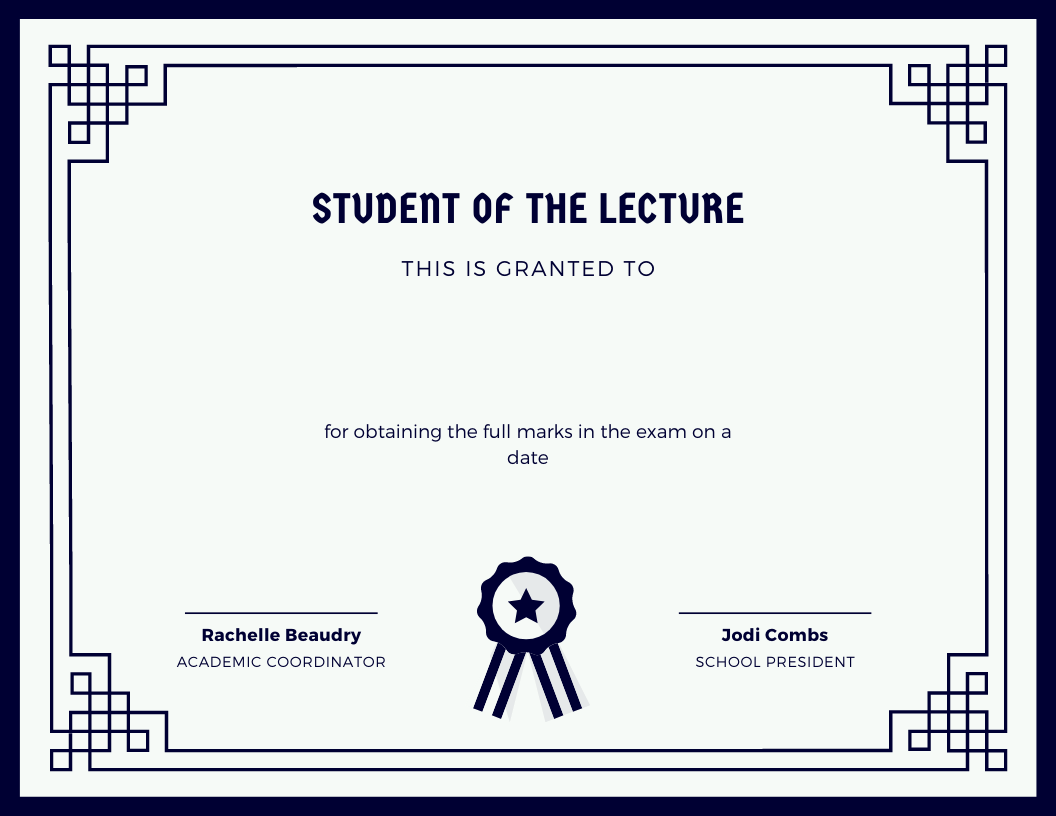 STUDENT OF THE LECTURE
THIS IS GRANTED TO
for obtaining the full marks in the exam on a
date
Rachelle Beaudry
ACADEMIC COORDINATOR
Jodi Combs
SCHOOL PRESIDENT